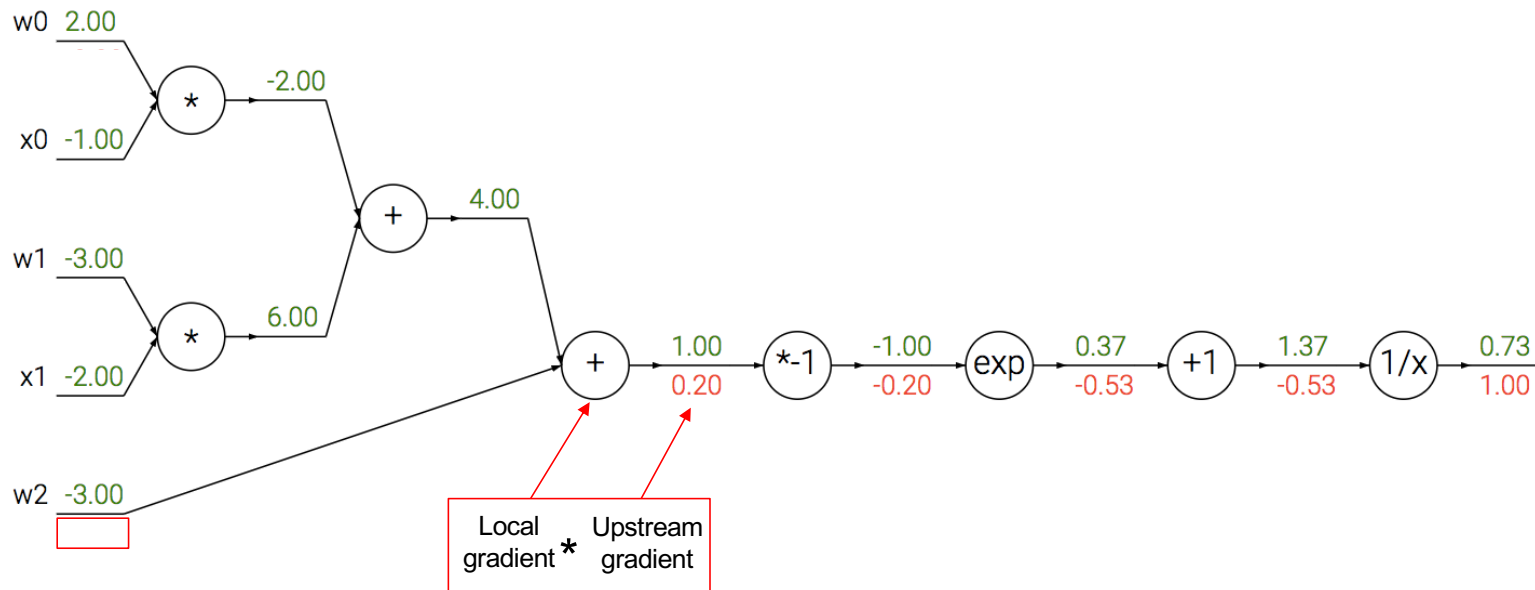 w0 2.00
*
-2.00
x0 -1.00
+
4.00
w1 -3.00
*
6.00
x1 -2.00
+
1.00
0.20
*-1
-1.00
-0.20
exp
0.37
-0.53
+1
1.37
-0.53
1/x
0.73
1.00
w2 -3.00
Local gradient
*
Upstream gradient